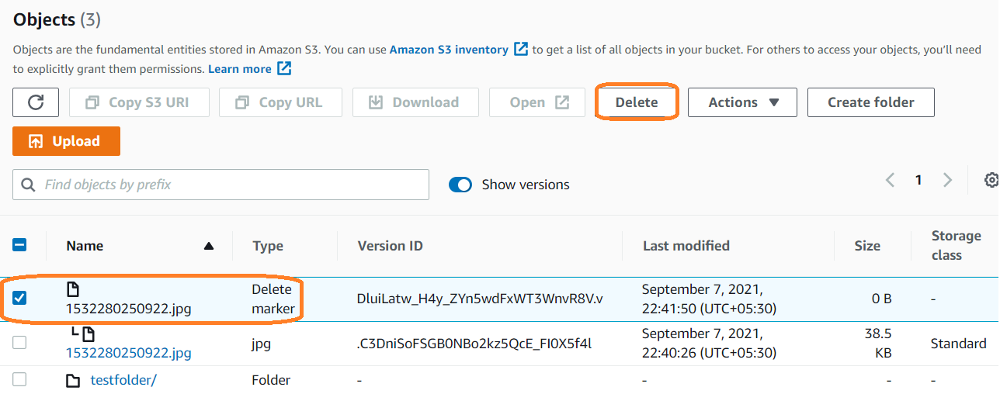 Objects (3)
Objects are the fundamental entities stored in Amazon S3. You can use Amazon S3 inventory to get a list of all objects in your bucket. For others to access your objects, you'll need
to explicitly grant them permissions. Learn more
Copy S3 URI Copy URL Download Open Delete Actions Create folder
Upload
Find objects by prefix Show versions 1
Name Type Version ID Last modified Size Storage class
1532280250922.jpg Delete marker DluiLatw_H4y_ZYn5wdFxWT3WnvR8V.v September 7, 2021, 22:41:50 (UTC+05:30) 0 B -
1532280250922.jpg jpg .C3DniSoFSGB0NBo2kz5QcE_FI0X5f4l September 7, 2021, 22:40:26 (UTC+05:30) 38.5 KB Standard
testfolder/ Folder - - - -